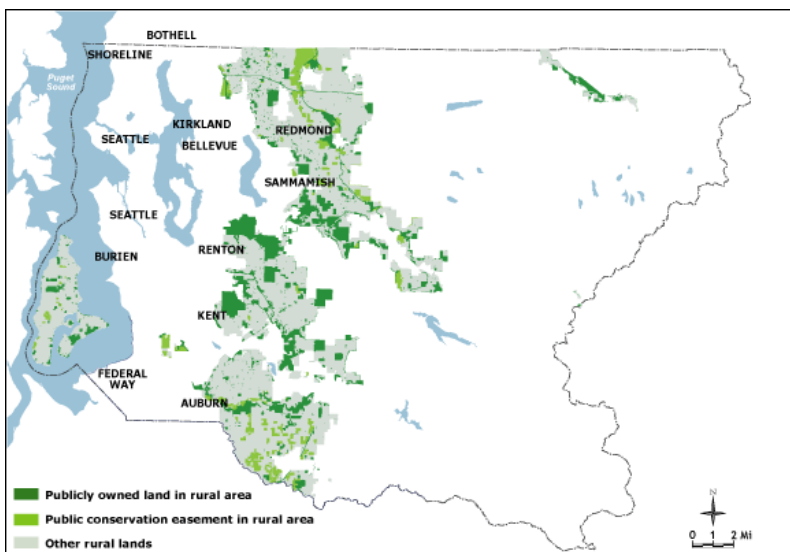 BOTHELL
SHORELINE
Puget
Sound
KIRKLAND
SEATTLE
REDMOND
BELLEVUE
SAMMAMISH
SEATTLE
RENTON
BURIEN
KENT
FEDERAL
WAY
AUBURN
Publicly owned land in rural area
Public conservation easement in rural area
Other rural lands
N
0 1 2 Mi